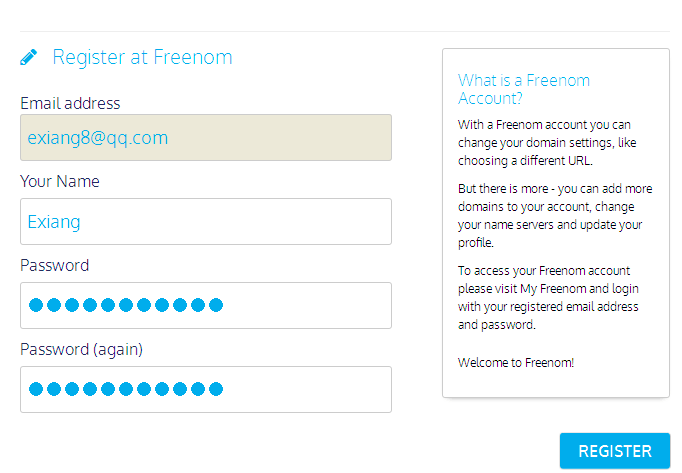 Register at Freenom
Email address
exiang8@qq.com
Your Name
Exiang
Password
Password (again)
What is a Freenom
Account?
With a Freenom account you can
change your domain settings, like
choosing a different URL.
But there is more - you can add more
domains to your account, change
your name servers and update your
profile.
To access your Freenom account
please visit My Freenom and login
with your registered email address
and password.
Welcome to Freenom!
REGISTER